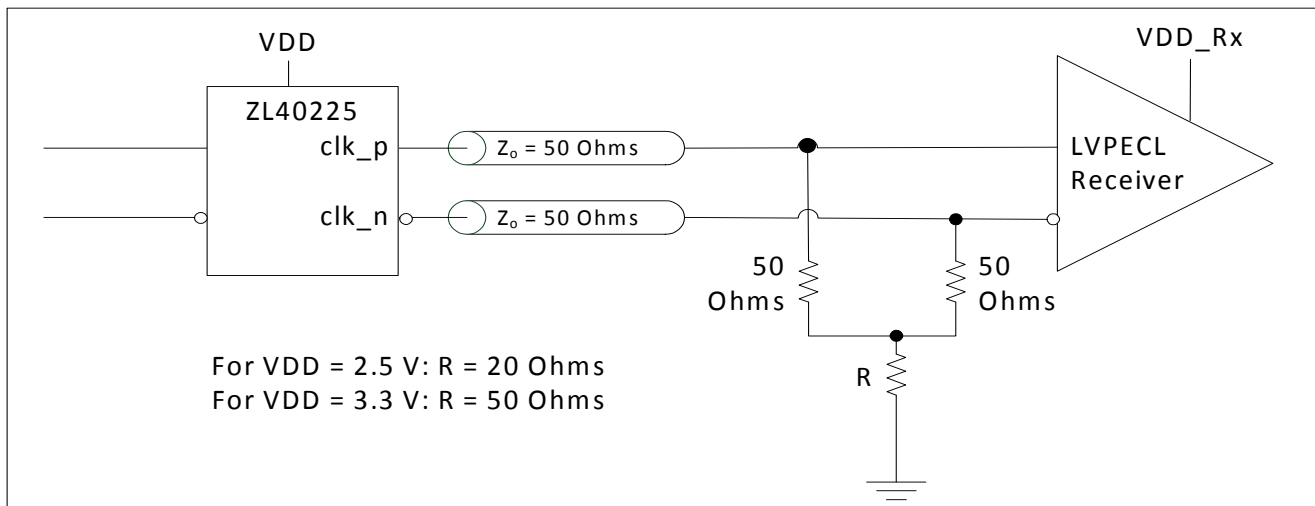 VDD
VDD_Rx
ZL40225
clk_p
Zo = 50 Ohms
LVPECL
Receiver
clk_n
Zo = 50 Ohms
50
Ohms
50
Ohms
For VDD = 2.5 V: R = 20 Ohms
For VDD = 3.3 V: R = 50 Ohms
R